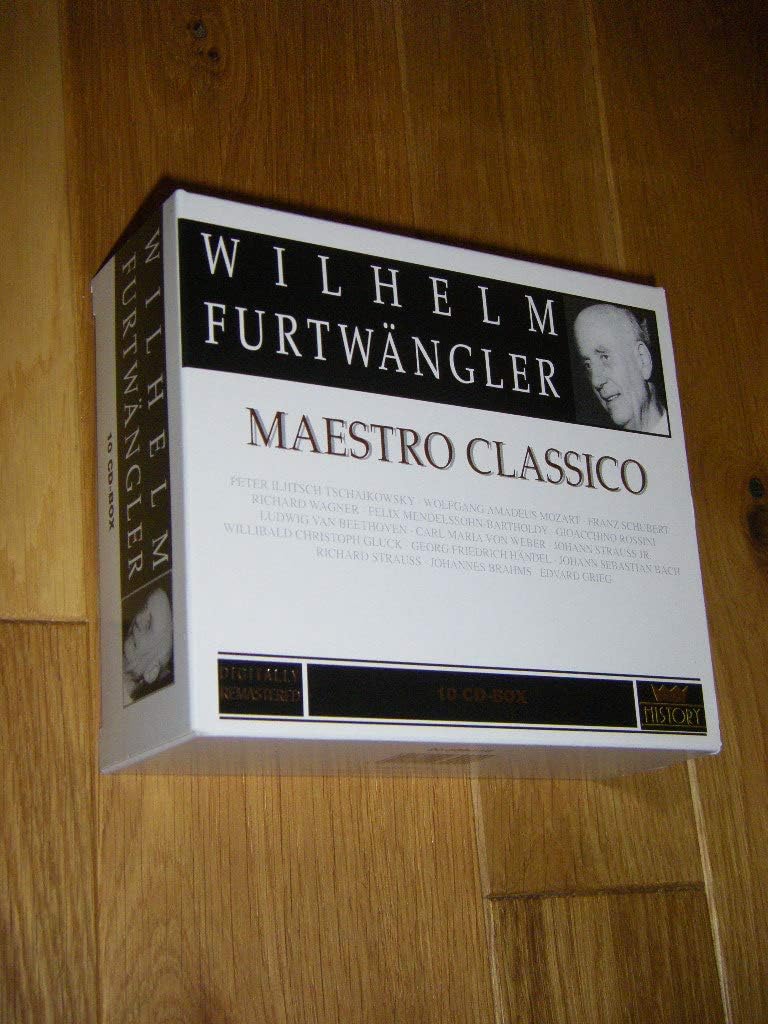 WILHELM
FURTWÄNGLER
MAESTRO CLASSICO
PETER ILJITSCH TSCHAIKOWSKY · WOLFGANG AMADEUS MOZART · FRANZ SCHUBERT
RICHARD WAGNER · FELIX MENDELSSOHN-BARTHOLDY · GIOACCHINO ROSSINI
LUDWIG VAN BEETHOVEN · CARL MARIA VON WEBER · JOHANN STRAUSS JR.
WILLIBALD CHRISTOPH GLUCK · GEORG FRIEDRICH HÄNDEL · JOHANN SEBASTIAN BACH
RICHARD STRAUSS · JOHANNES BRAHMS · EDVARD GRIEG
DIGITALLY
REMASTERED
10 CD-BOX
HISTORY
WILHELM
FURTWÄNGLER
10 CD-BOX